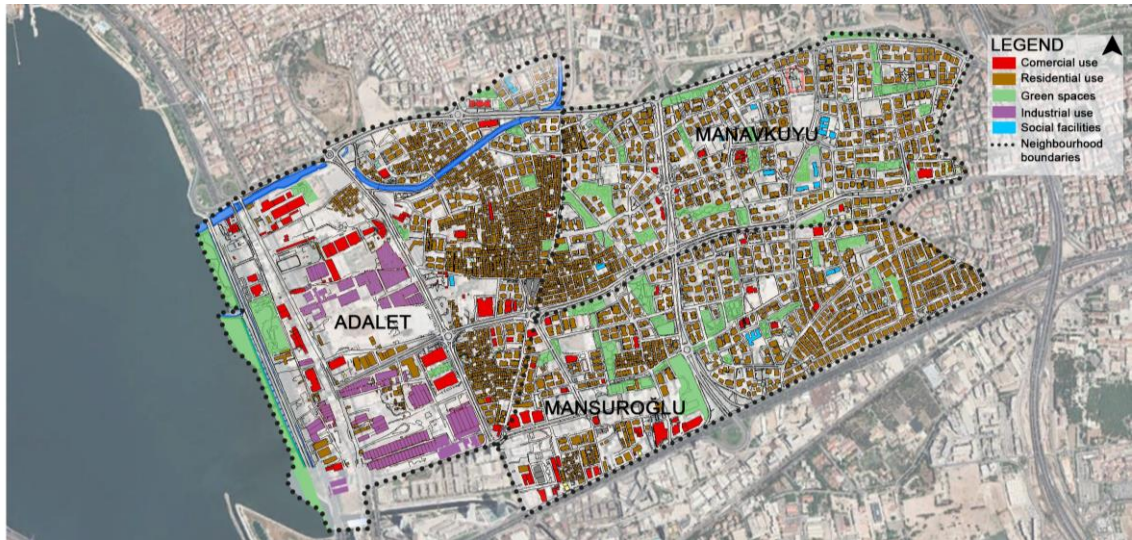 LEGEND
Comercial use
Residential use
Green spaces
Industrial use
Social facilities
Neighbourhood
boundaries
MANAVKUYU
ADALET
MANSUROĞLU